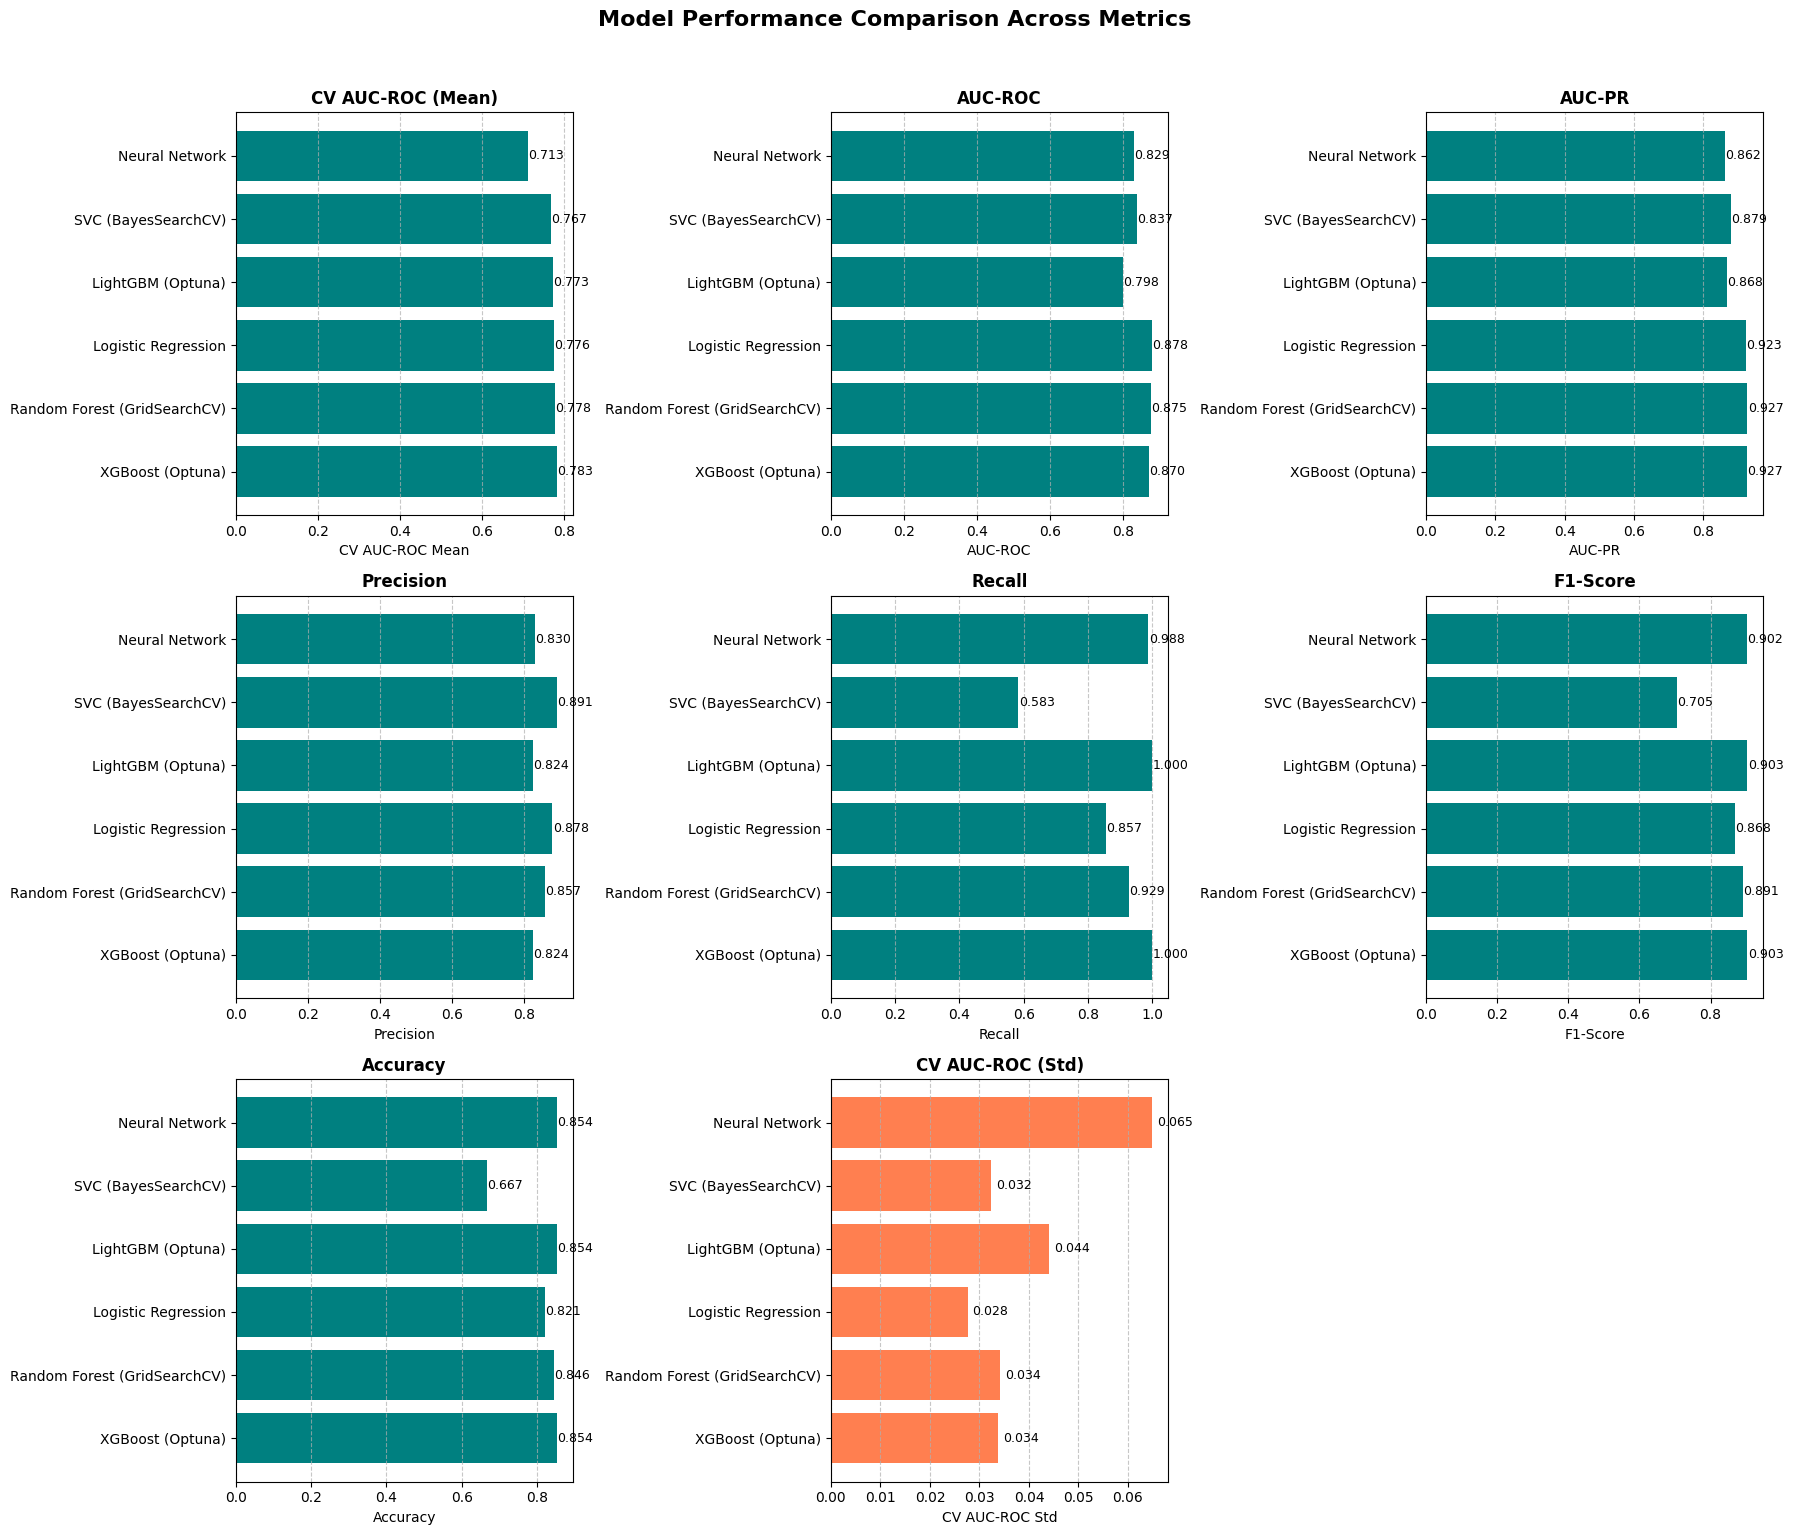 Model Performance Comparison Across Metrics
CV AUC-ROC (Mean)
Neural Network
0.713
SVC (BayesSearchCV)
0.767
LightGBM (Optuna)
0.773
Logistic Regression
0.776
Random Forest (GridSearchCV)
0.778
XGBoost (Optuna)
0.783
0.0 0.2 0.4 0.6 0.8
CV AUC-ROC Mean
AUC-ROC
Neural Network
0.829
SVC (BayesSearchCV)
0.837
LightGBM (Optuna)
0.798
Logistic Regression
0.878
Random Forest (GridSearchCV)
0.875
XGBoost (Optuna)
0.870
0.0 0.2 0.4 0.6 0.8
AUC-ROC
AUC-PR
Neural Network
0.862
SVC (BayesSearchCV)
0.879
LightGBM (Optuna)
0.868
Logistic Regression
0.923
Random Forest (GridSearchCV)
0.927
XGBoost (Optuna)
0.927
0.0 0.2 0.4 0.6 0.8
AUC-PR
Precision
Neural Network
0.830
SVC (BayesSearchCV)
0.891
LightGBM (Optuna)
0.824
Logistic Regression
0.878
Random Forest (GridSearchCV)
0.857
XGBoost (Optuna)
0.824
0.0 0.2 0.4 0.6 0.8
Precision
Recall
Neural Network
0.988
SVC (BayesSearchCV)
0.583
LightGBM (Optuna)
1.000
Logistic Regression
0.857
Random Forest (GridSearchCV)
0.929
XGBoost (Optuna)
1.000
0.0 0.2 0.4 0.6 0.8 1.0
Recall
F1-Score
Neural Network
0.902
SVC (BayesSearchCV)
0.705
LightGBM (Optuna)
0.903
Logistic Regression
0.868
Random Forest (GridSearchCV)
0.891
XGBoost (Optuna)
0.903
0.0 0.2 0.4 0.6 0.8
F1-Score
Accuracy
Neural Network
0.854
SVC (BayesSearchCV)
0.667
LightGBM (Optuna)
0.854
Logistic Regression
0.821
Random Forest (GridSearchCV)
0.846
XGBoost (Optuna)
0.854
0.0 0.2 0.4 0.6 0.8
Accuracy
CV AUC-ROC (Std)
Neural Network
0.065
SVC (BayesSearchCV)
0.032
LightGBM (Optuna)
0.044
Logistic Regression
0.028
Random Forest (GridSearchCV)
0.034
XGBoost (Optuna)
0.034
0.00 0.01 0.02 0.03 0.04 0.05 0.06
CV AUC-ROC Std